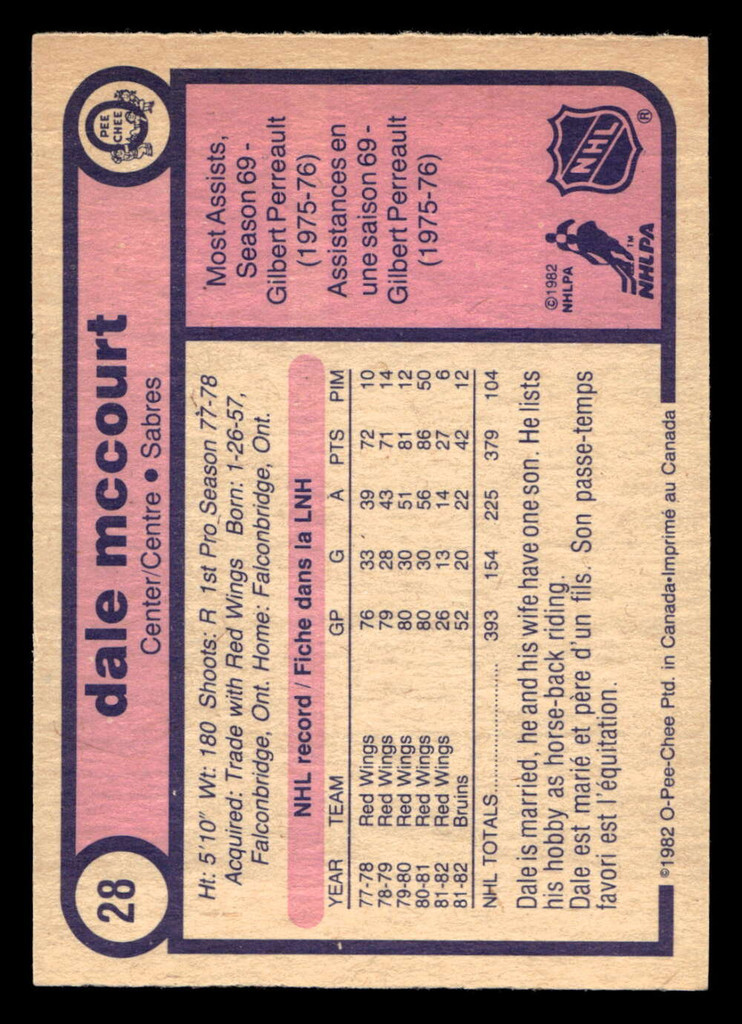 28
dale mccourt
Center/Centre • Sabres
O PEE CHEE
Ht: 5'10" Wt: 180 Shoots: R 1st Pro Season 77-78
Acquired: Trade with Red Wings Born: 1-26-57,
Falconbridge, Ont. Home: Falconbridge, Ont.
NHL record / Fiche dans la LNH
YEAR TEAM GP G A PTS PIM
77-78 Red Wings 76 33 39 72 10
78-79 Red Wings 79 28 43 71 14
79-80 Red Wings 80 30 51 81 12
80-81 Red Wings 80 30 56 86 50
81-82 Red Wings 26 13 14 27 6
81-82 Bruins 52 20 22 42 12
NHL TOTALS.................... 393 154 225 379 104
Dale is married, he and his wife have one son. He lists
his hobby as horse-back riding.
Dale est marié et père d'un fils. Son passe-temps
favori est l'équitation.
Most Assists,
Season 69 -
Gilbert Perreault
(1975-76)
Assistances en
une saison 69 -
Gilbert Perreault
(1975-76)
©1982
NHLPA
NHLPA™
NHL®
©1982 O-Pee-Chee Ptd. in Canada•Imprimé au Canada